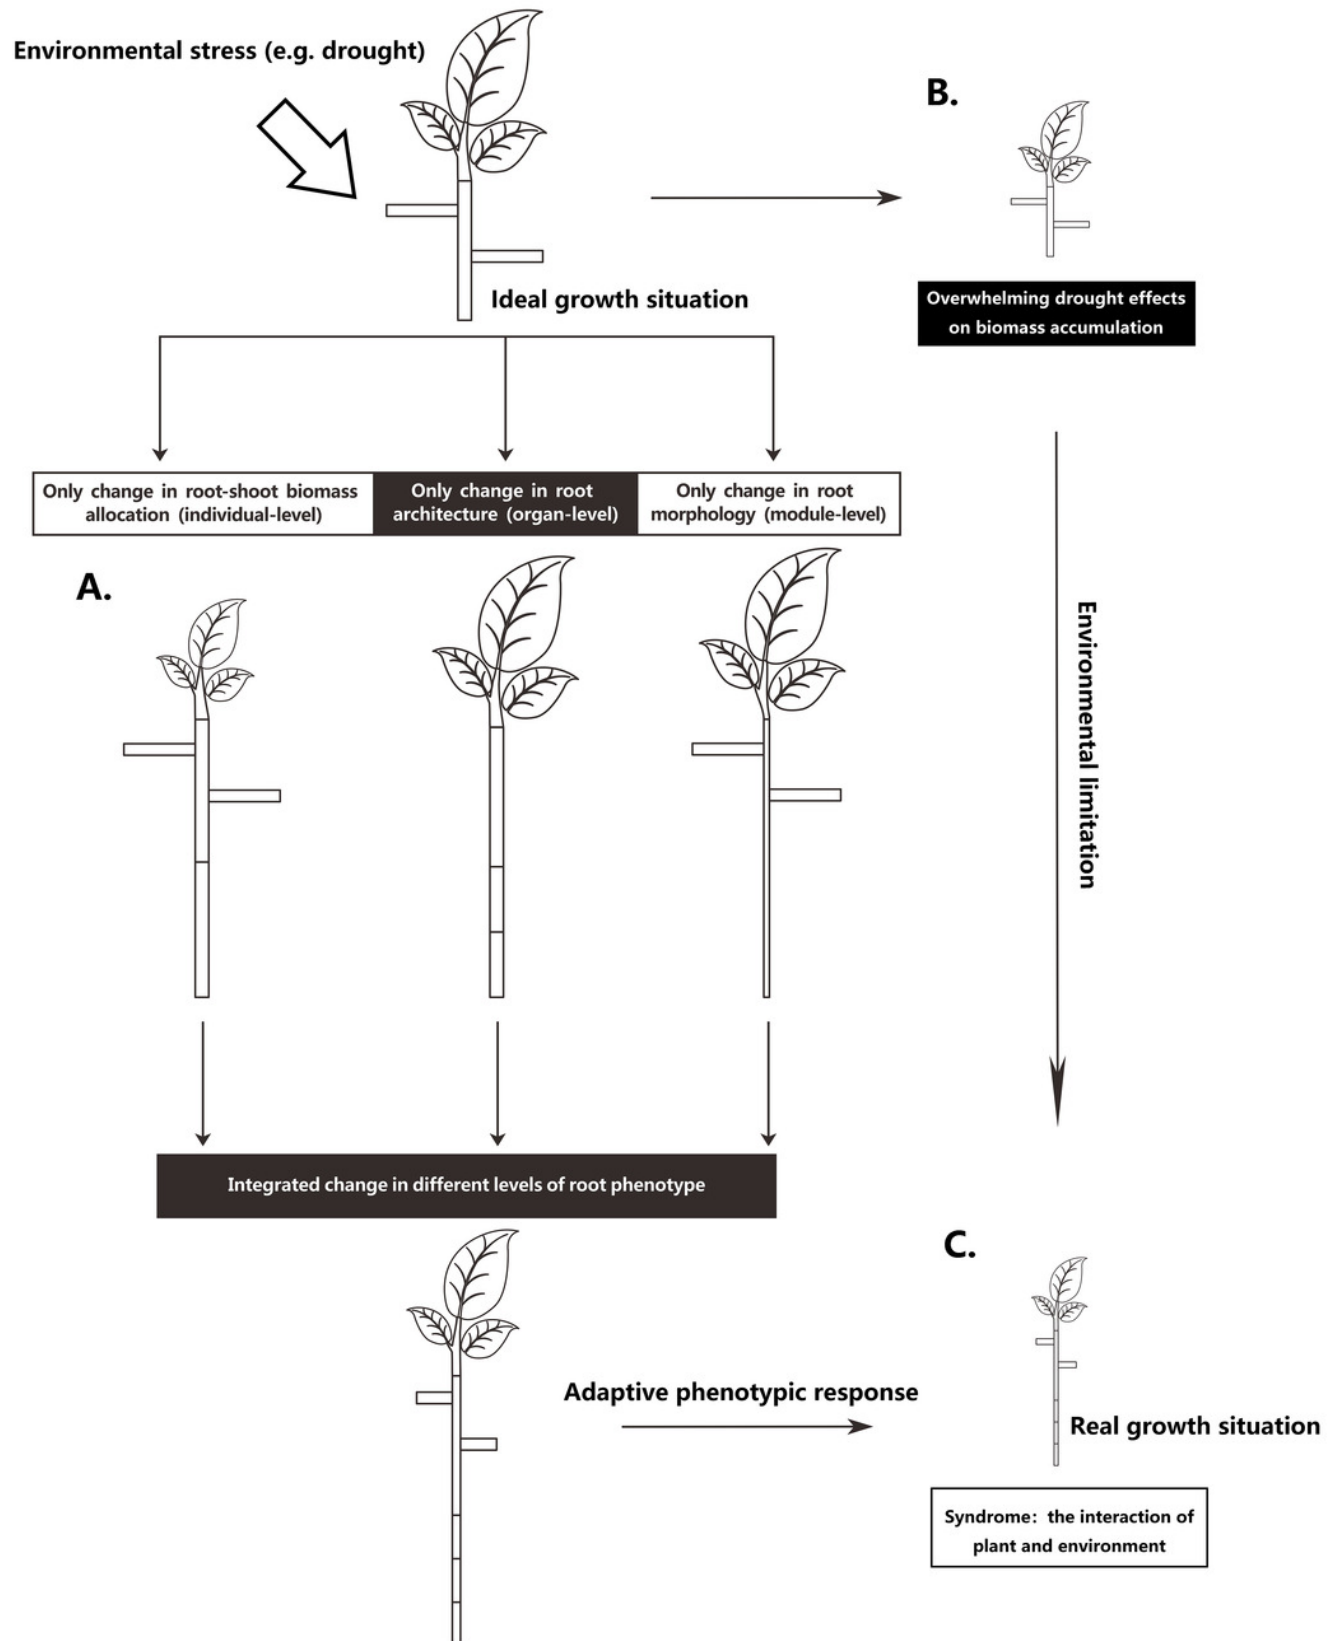 Environmental stress (e.g. drought)
B.
Ideal growth situation
Overwhelming drought effects
on biomass accumulation
Only change in root-shoot biomass
allocation (individual-level)
Only change in root
architecture (organ-level)
Only change in root
morphology (module-level)
A.
Environmental limitation
Integrated change in different levels of root phenotype
C.
Adaptive phenotypic response
Real growth situation
Syndrome: the interaction of
plant and environment